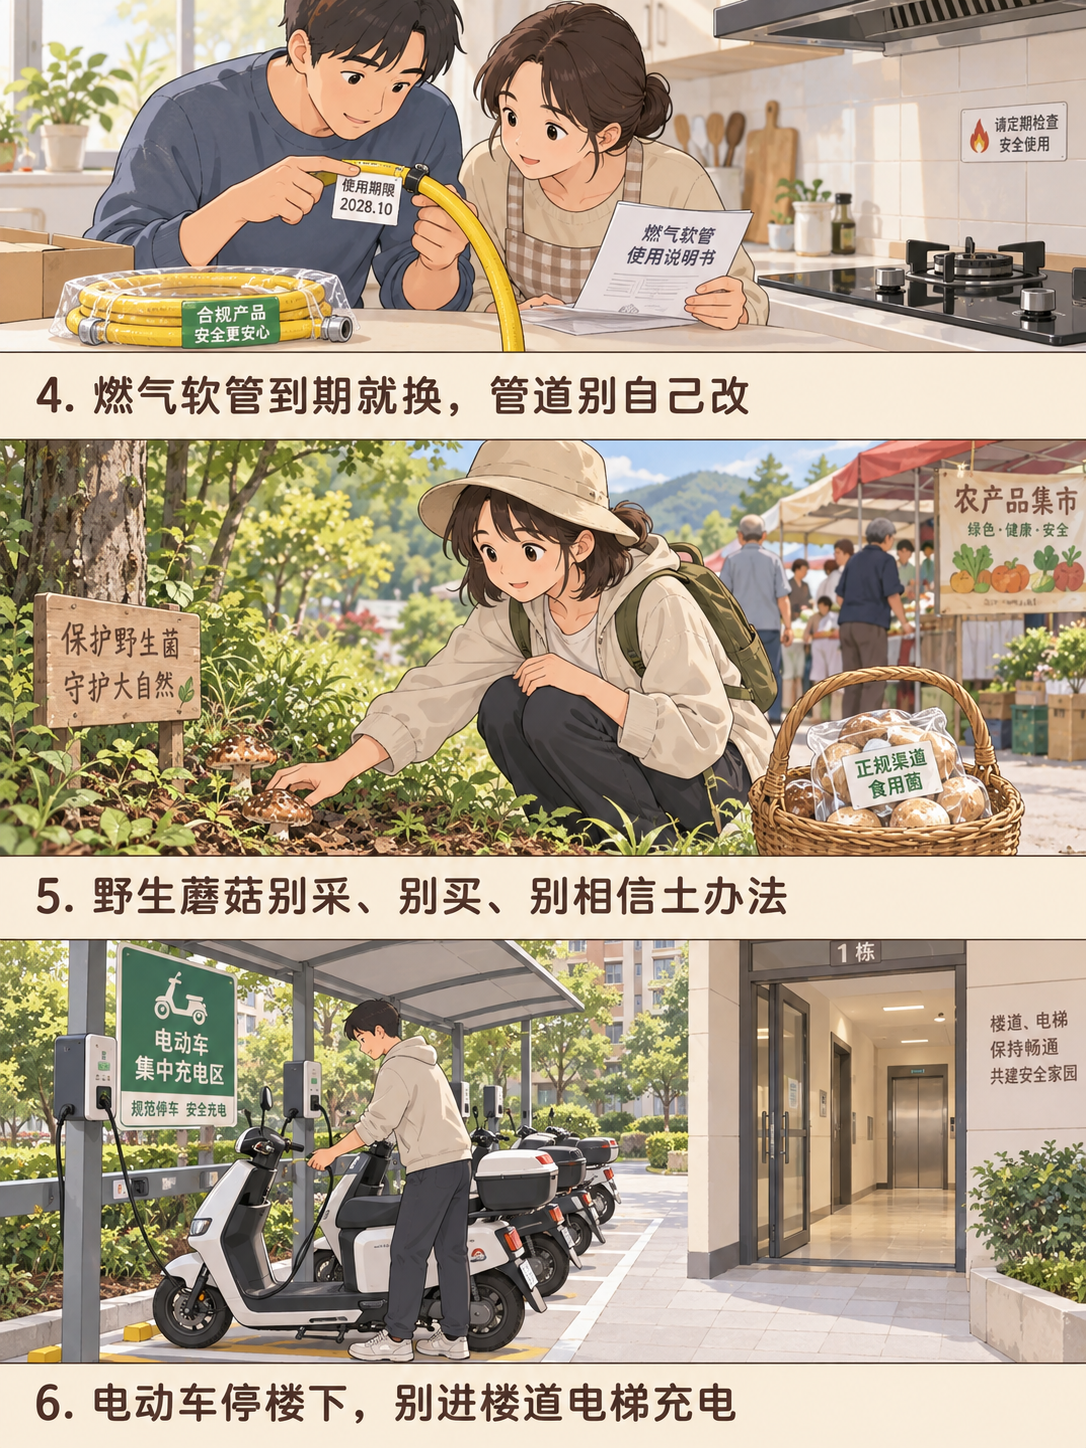 请定期检查
安全使用
使用期限
2028.10
燃气软管
使用说明书
合规产品
安全更安心
4. 燃气软管到期就换，管道别自己改
农产品集市
绿色·健康·安全
保护野生菌
守护大自然
正规渠道
食用菌
5. 野生蘑菇别采、别买、别相信土办法
1栋
电动车
集中充电区
规范停车 安全充电
楼道、电梯
保持畅通
共建安全家园
6. 电动车停楼下，别进楼道电梯充电